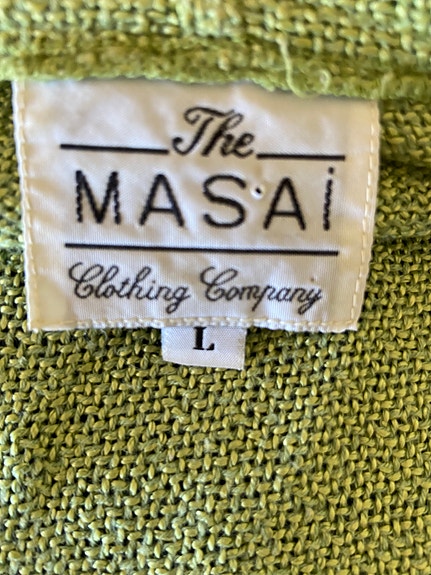 The
MASAi
Clothing Company
L